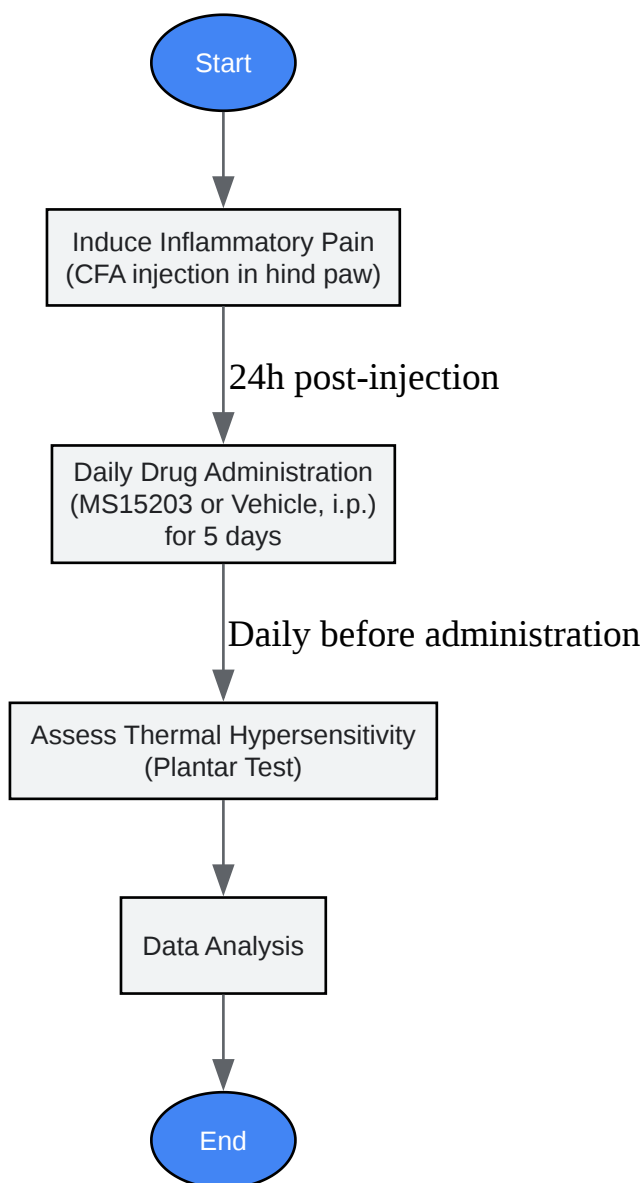 Start
Induce Inflammatory Pain
(CFA injection in hind paw)
24h post-injection
Daily Drug Administration
(MS15203 or Vehicle, i.p.)
for 5 days
Daily before administration
Assess Thermal Hypersensitivity
(Plantar Test)
Data Analysis
End